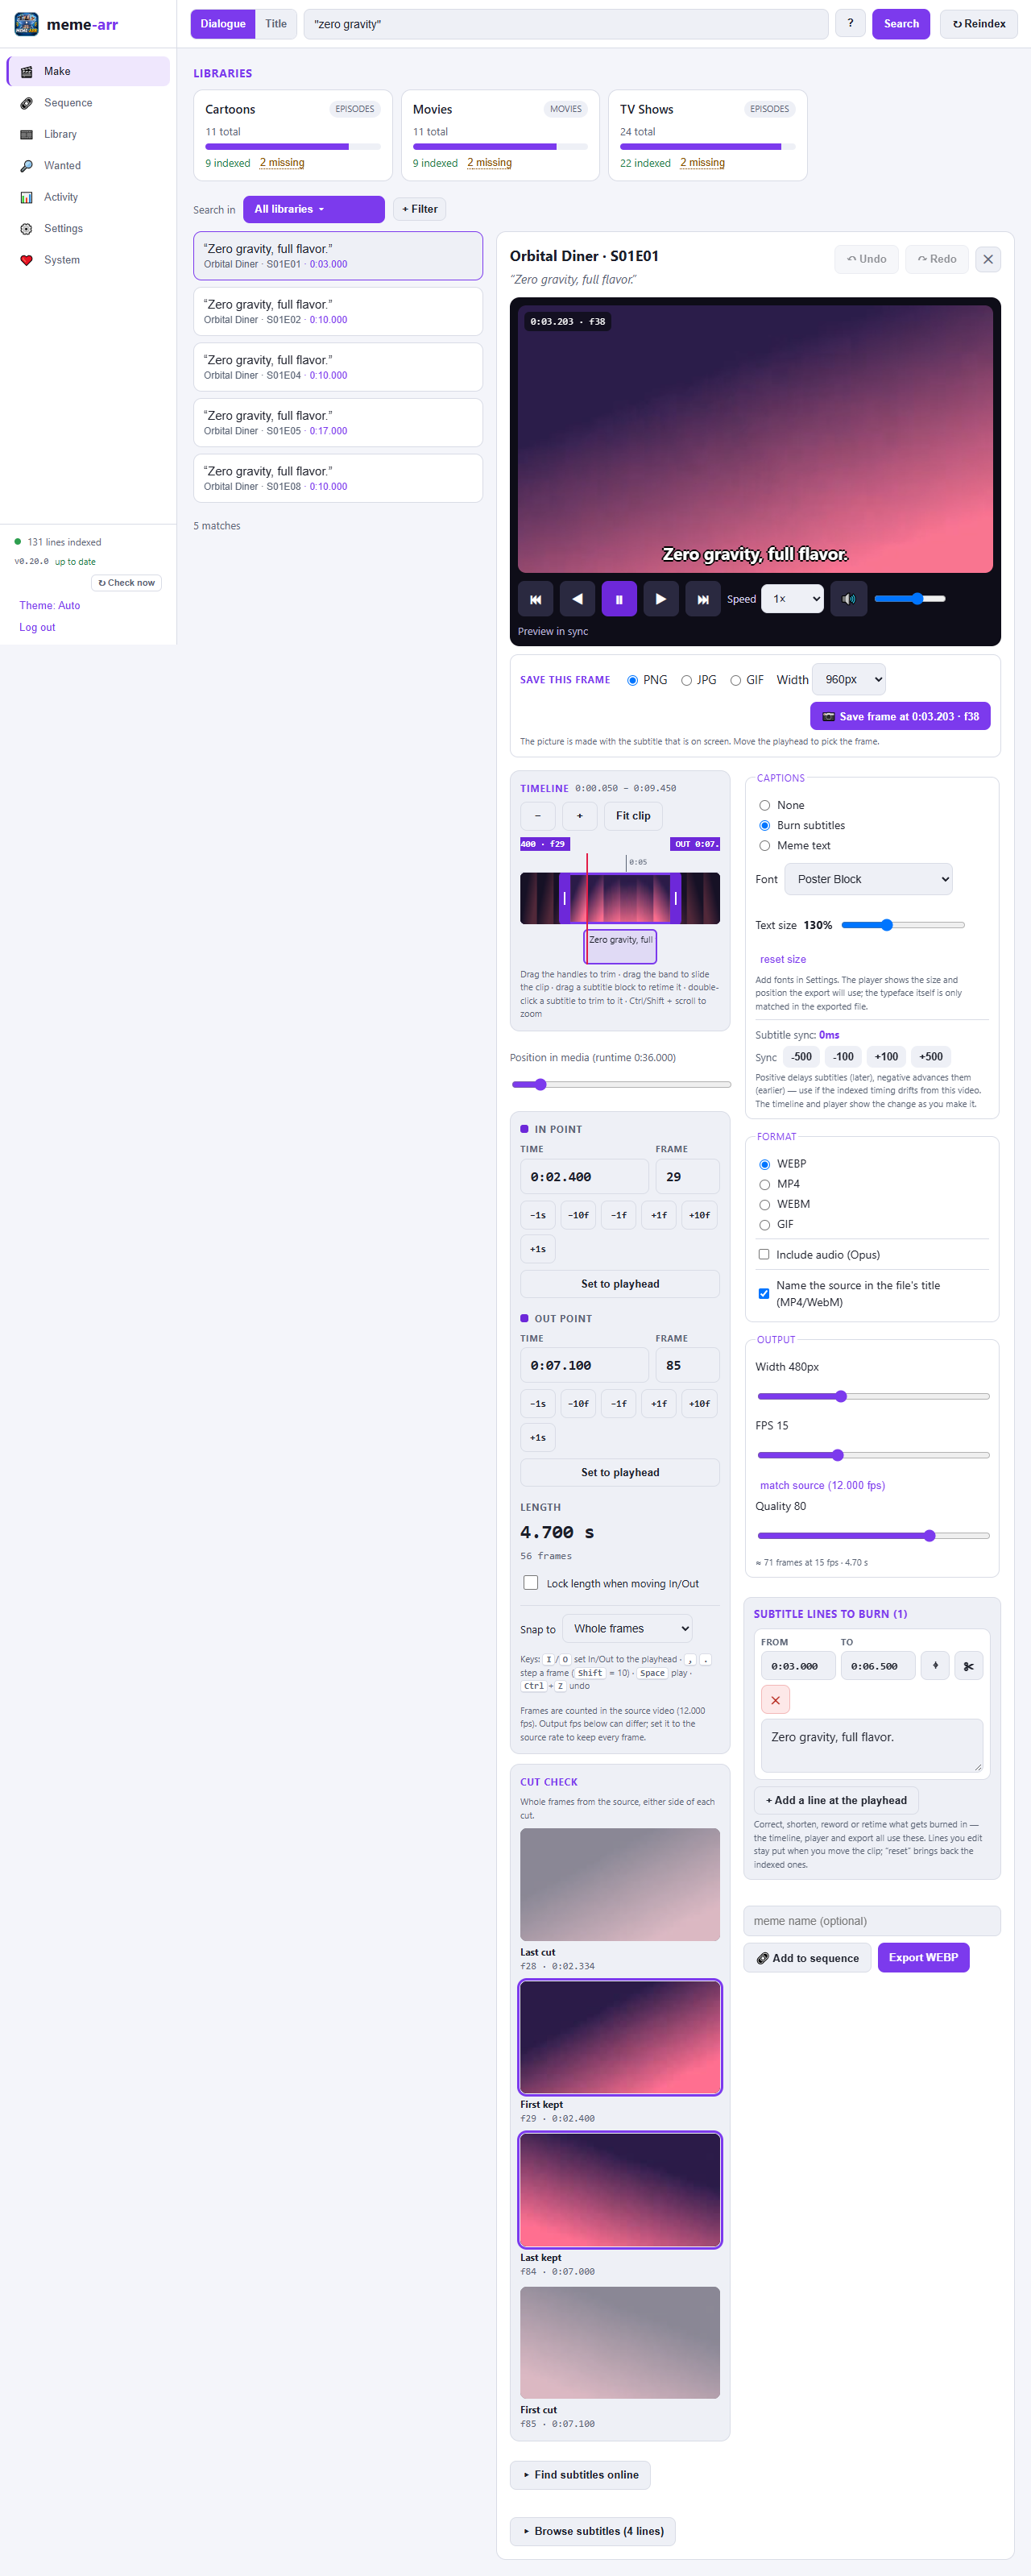 meme-arr
Dialogue Title "zero gravity" ? Search ↻ Reindex
Make
Sequence
Library
Wanted
Activity
Settings
System
131 lines indexed
v0.20.0 up to date
↻ Check now
Theme: Auto
Log out
LIBRARIES
Cartoons EPISODES
11 total
9 indexed 2 missing
Movies MOVIES
11 total
9 indexed 2 missing
TV Shows EPISODES
24 total
22 indexed 2 missing
Search in All libraries + Filter
“Zero gravity, full flavor.”
Orbital Diner · S01E01 · 0:03.000
“Zero gravity, full flavor.”
Orbital Diner · S01E02 · 0:10.000
“Zero gravity, full flavor.”
Orbital Diner · S01E04 · 0:10.000
“Zero gravity, full flavor.”
Orbital Diner · S01E05 · 0:17.000
“Zero gravity, full flavor.”
Orbital Diner · S01E08 · 0:10.000
5 matches
Orbital Diner · S01E01 ↶ Undo ↷ Redo ✕
“Zero gravity, full flavor.”
0:03.203 · f38
Zero gravity, full flavor.
Speed 1×
Preview in sync
SAVE THIS FRAME PNG JPG GIF Width 960px
Save frame at 0:03.203 · f38
The picture is made with the subtitle that is on screen. Move the playhead to pick the frame.
TIMELINE 0:00.050 – 0:09.450
− + Fit clip
400 · f29 OUT 0:07.
0:05
Zero gravity, full
Drag the handles to trim · drag the band to slide
the clip · drag a subtitle block to retime it · double-
click a subtitle to trim to it · Ctrl/Shift + scroll to
zoom
Position in media (runtime 0:36.000)
IN POINT
TIME FRAME
0:02.400 29
−1s −10f −1f +1f +10f
+1s
Set to playhead
OUT POINT
TIME FRAME
0:07.100 85
−1s −10f −1f +1f +10f
+1s
Set to playhead
LENGTH
4.700 s
56 frames
Lock length when moving In/Out
Snap to Whole frames
Keys: I / O set In/Out to the playhead · , .
step a frame (Shift = 10) · Space play ·
Ctrl + Z undo
Frames are counted in the source video (12.000
fps). Output fps below can differ; set it to the
source rate to keep every frame.
CUT CHECK
Whole frames from the source, either side of each
cut.
Last cut
f28 · 0:02.334
First kept
f29 · 0:02.400
Last kept
f84 · 0:07.000
First cut
f85 · 0:07.100
CAPTIONS
None
Burn subtitles
Meme text
Font Poster Block
Text size 130%
reset size
Add fonts in Settings. The player shows the size and
position the export will use; the typeface itself is only
matched in the exported file.
Subtitle sync: 0ms
Sync -500 -100 +100 +500
Positive delays subtitles (later), negative advances them
(earlier) — use if the indexed timing drifts from this video.
The timeline and player show the change as you make it.
FORMAT
WEBP
MP4
WEBM
GIF
Include audio (Opus)
Name the source in the file's title
(MP4/WebM)
OUTPUT
Width 480px
FPS 15
match source (12.000 fps)
Quality 80
≈ 71 frames at 15 fps · 4.70 s
SUBTITLE LINES TO BURN (1)
FROM TO
0:03.000 0:06.500
✕
Zero gravity, full flavor.
+ Add a line at the playhead
Correct, shorten, reword or retime what gets burned in —
the timeline, player and export all use these. Lines you edit
stay put when you move the clip; "reset" brings back the
indexed ones.
meme name (optional)
Add to sequence Export WEBP
▸ Find subtitles online
▸ Browse subtitles (4 lines)